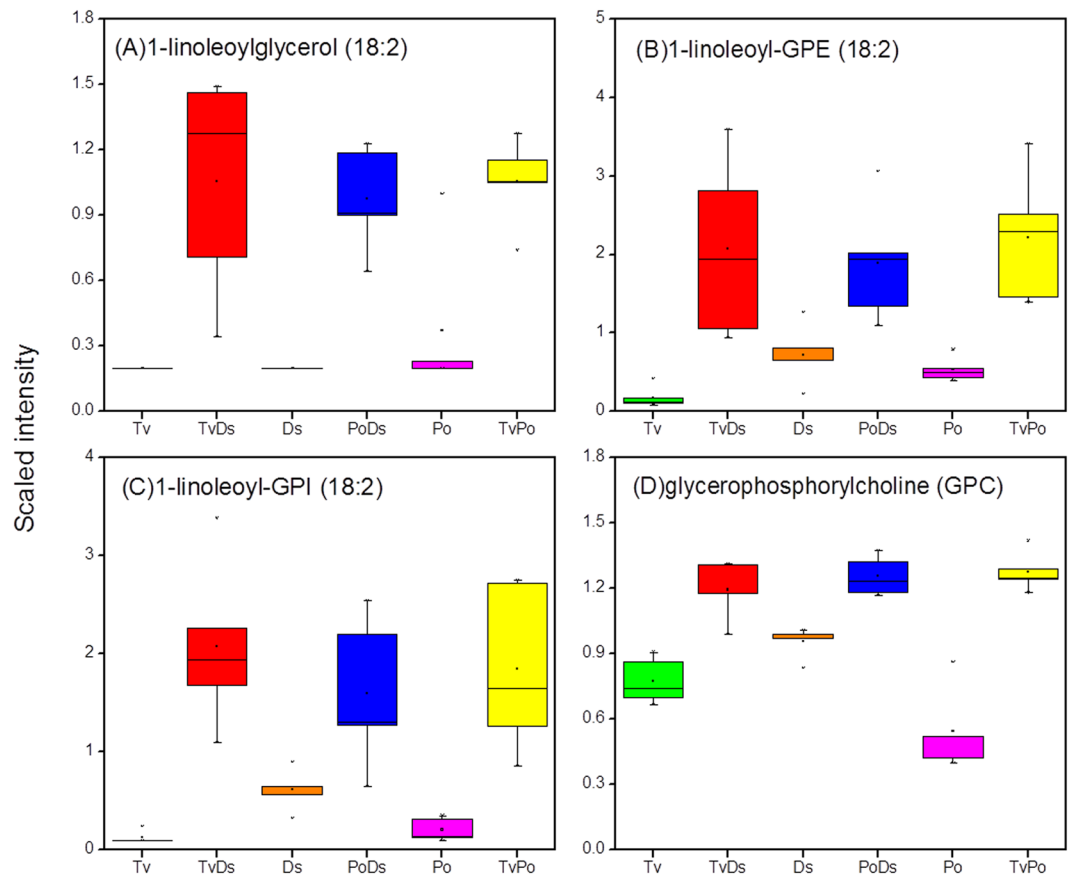 Scaled intensity
(A)1-linoleoylglycerol (18:2)
1.8
1.5
1.2
0.9
0.6
0.3
0.0
Tv TvDs Ds PoDs Po TvPo
(B)1-linoleoyl-GPE (18:2)
5
4
3
2
1
0
Tv TvDs Ds PoDs Po TvPo
(C)1-linoleoyl-GPI (18:2)
4
3
2
1
0
Tv TvDs Ds PoDs Po TvPo
(D)glycerophosphorylcholine (GPC)
1.8
1.5
1.2
0.9
0.6
0.3
0.0
Tv TvDs Ds PoDs Po TvPo